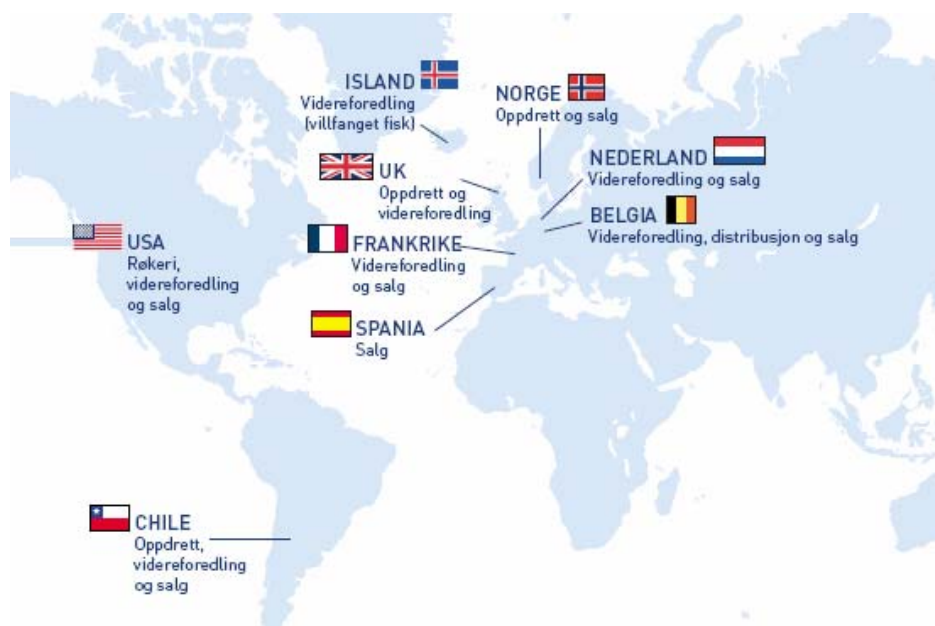 ISLAND
Videreforedling
(villfanget fisk)
NORGE
Oppdrett og salg
NEDERLAND
Videreforedling og salg
UK
Oppdrett og
videreforedling
BELGIA
Videreforedling, distribusjon og salg
USA
Røkeri,
videreforedling
og salg
FRANKRIKE
Videreforedling
og salg
SPANIA
Salg
CHILE
Oppdrett,
videreforedling
og salg